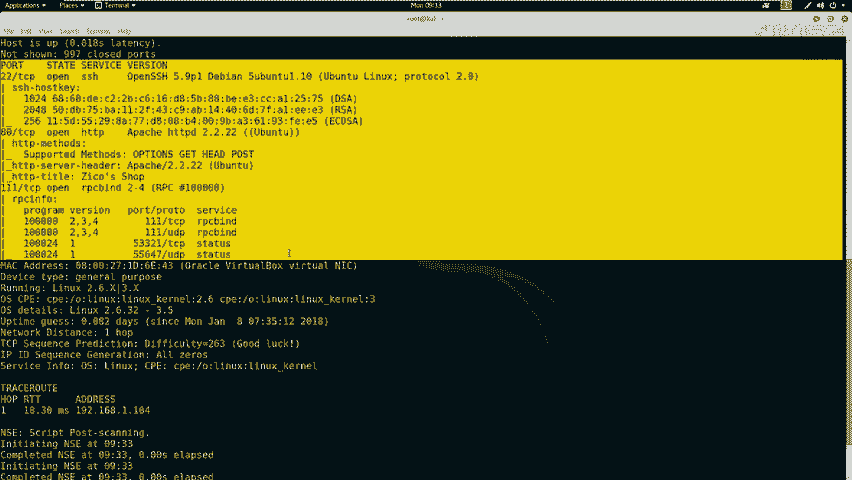 Applications
Places
Terminal
Mon 09:33
Host is up (0.018s latency).
Not shown: 997 closed ports
PORT STATE SERVICE VERSION
22/tcp open ssh OpenSSH 5.9p1 Debian 5ubuntu1.10 (Ubuntu Linux; protocol 2.0)
| ssh-hostkey:
| 1024 68:60:de:c2:2b:c6:16:d8:5b:88:be:e3:cc:a1:25:75 (DSA)
| 2048 50:db:75:ba:11:2f:43:c9:ab:14:40:6d:7f:a1:ee:e3 (RSA)
|_ 256 11:5d:55:29:8a:77:d8:08:b4:00:9b:a3:61:93:fe:e5 (ECDSA)
80/tcp open http Apache httpd 2.2.22 ((Ubuntu))
| http-methods:
|_ Supported Methods: OPTIONS GET HEAD POST
|_http-server-header: Apache/2.2.22 (Ubuntu)
|_http-title: Zico's Shop
111/tcp open rpcbind 2-4 (RPC #100000)
| rpcinfo:
| program version port/proto service
| 100000 2,3,4 111/tcp rpcbind
| 100000 2,3,4 111/udp rpcbind
| 100024 1 53321/tcp status
| 100024 1 55647/udp status
MAC Address: 08:00:27:1D:6E:43 (Oracle VirtualBox virtual NIC)
Device type: general purpose
Running: Linux 2.6.X|3.X
OS CPE: cpe:/o:linux:linux_kernel:2.6 cpe:/o:linux:linux_kernel:3
OS details: Linux 2.6.32 - 3.5
Uptime guess: 0.082 days (since Mon Jan 8 07:35:12 2018)
Network Distance: 1 hop
TCP Sequence Prediction: Difficulty=263 (Good luck!)
IP ID Sequence Generation: All zeros
Service Info: OS: Linux; CPE: cpe:/o:linux:linux_kernel
TRACEROUTE
HOP RTT ADDRESS
1 18.30 ms 192.168.1.104
NSE: Script Post-scanning.
Initiating NSE at 09:33
Completed NSE at 09:33, 0.00s elapsed
Initiating NSE at 09:33
Completed NSE at 09:33, 0.00s elapsed